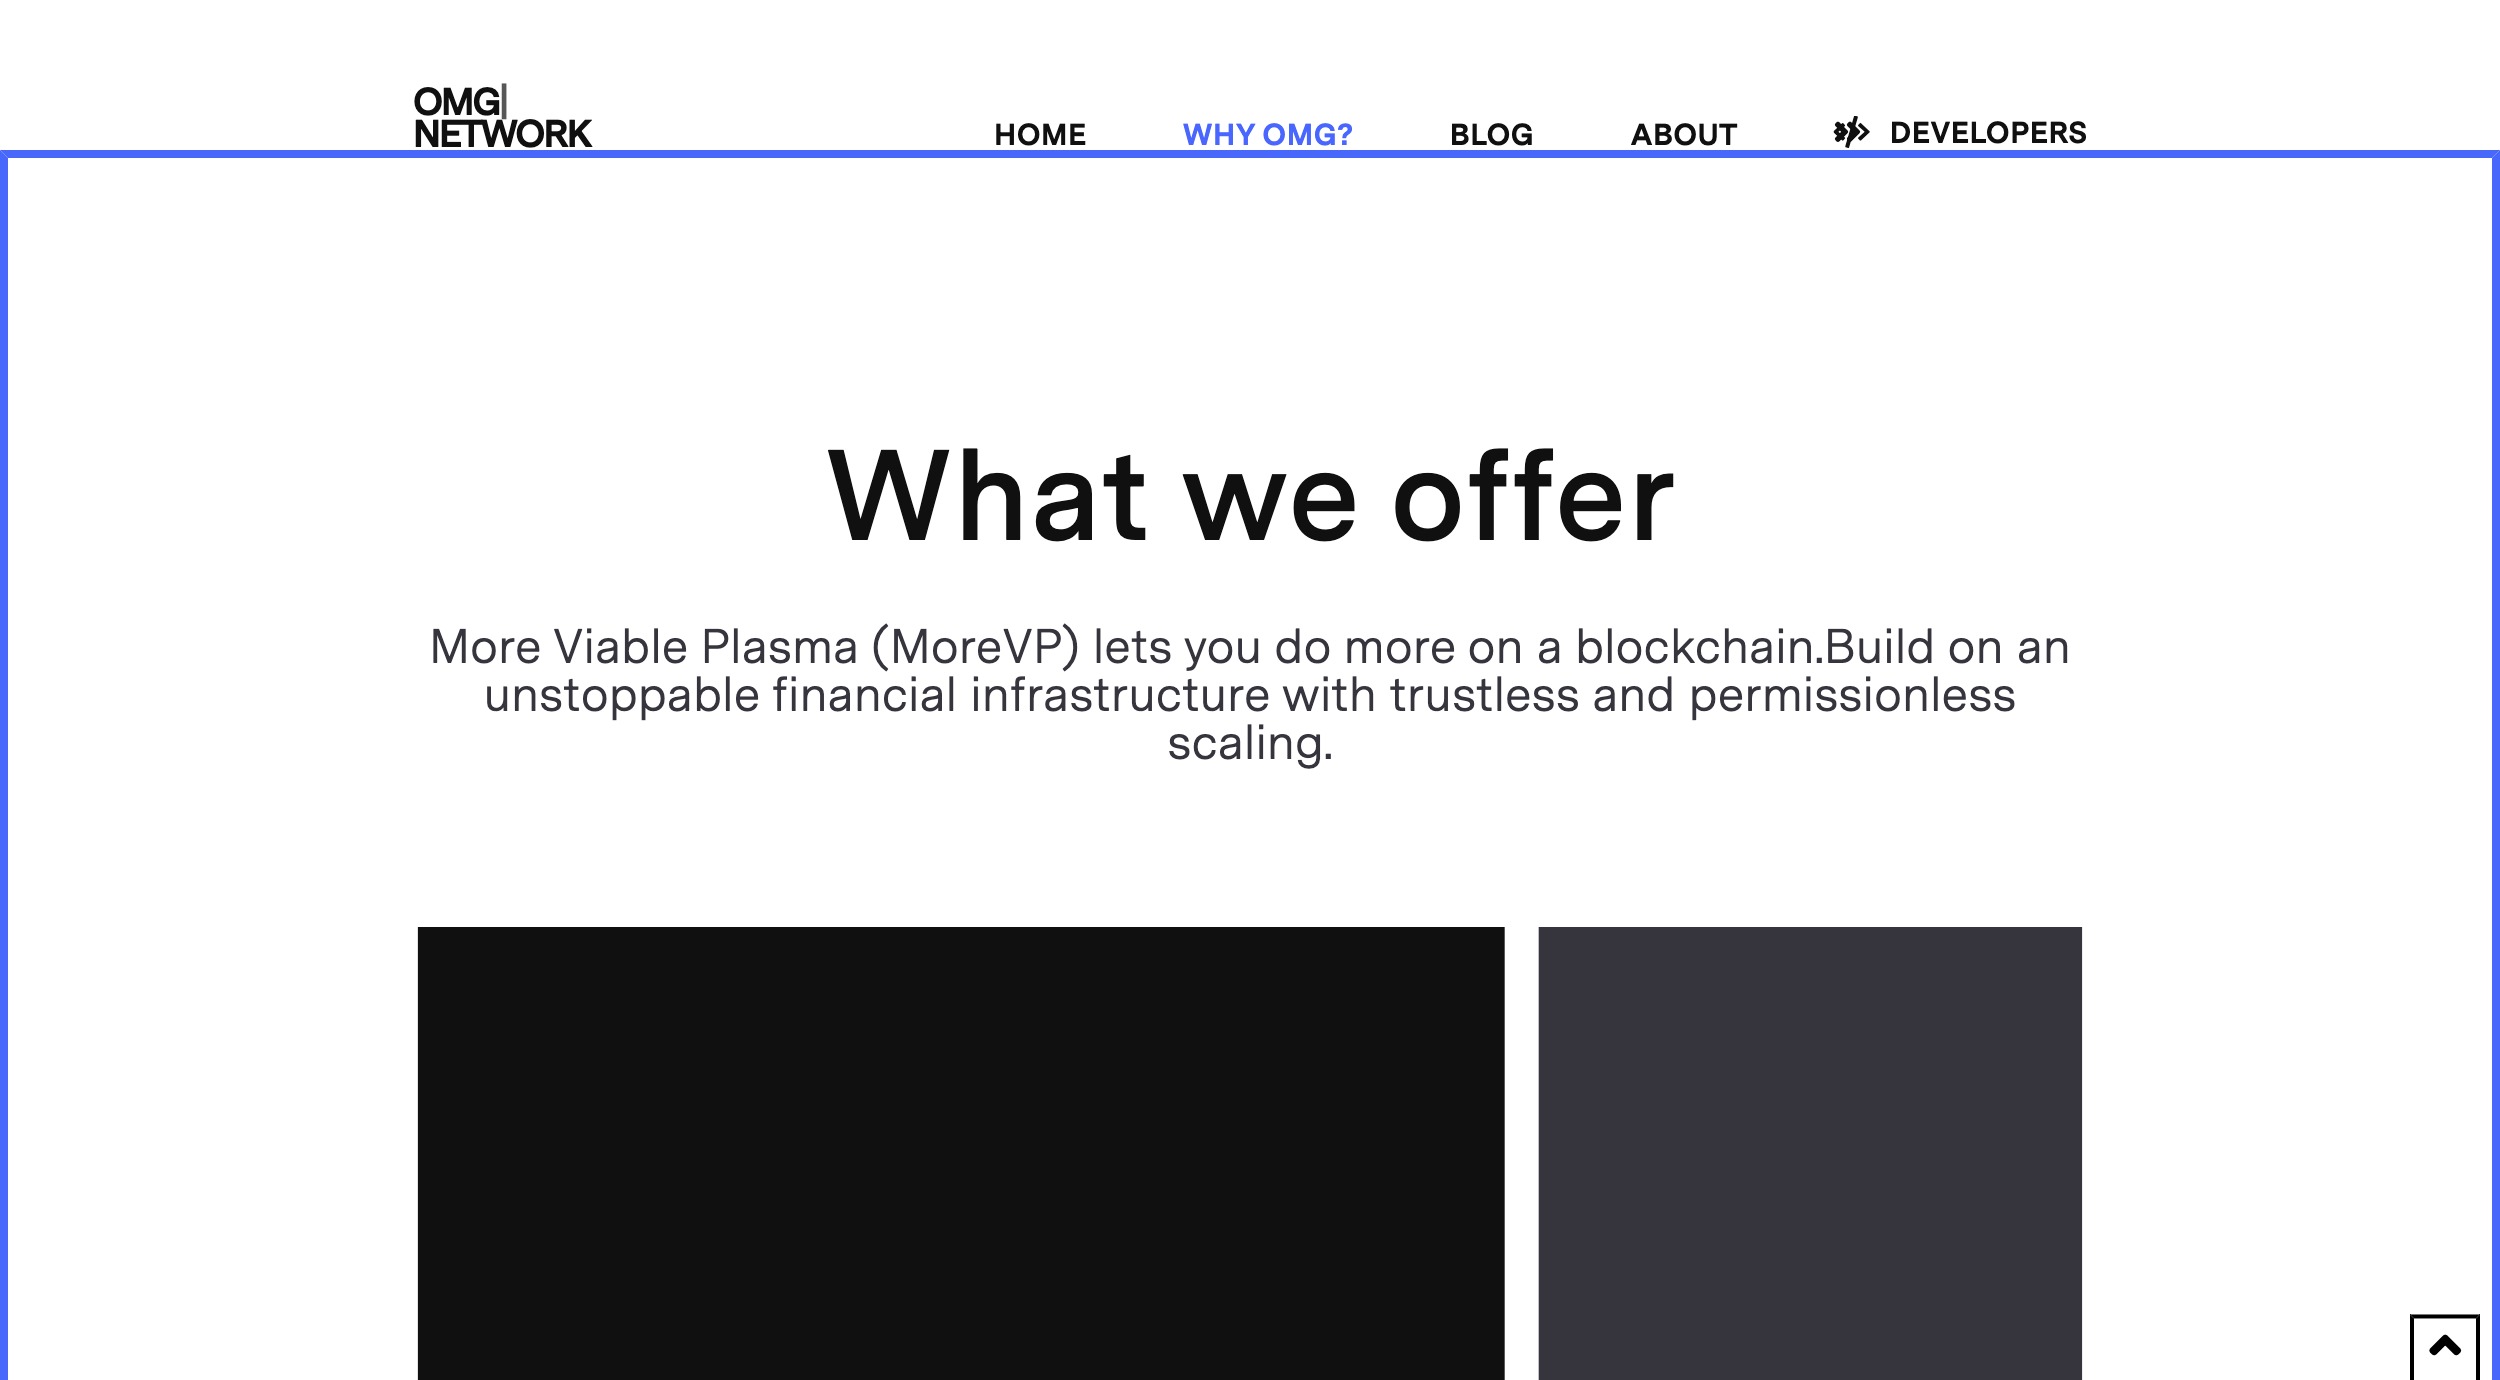 OMG
NETWORK
HOME
WHY OMG?
BLOG
ABOUT
DEVELOPERS
What we offer
More Viable Plasma (MoreVP) lets you do more on a blockchain.Build on an
unstoppable financial infrastructure with trustless and permissionless
scaling.